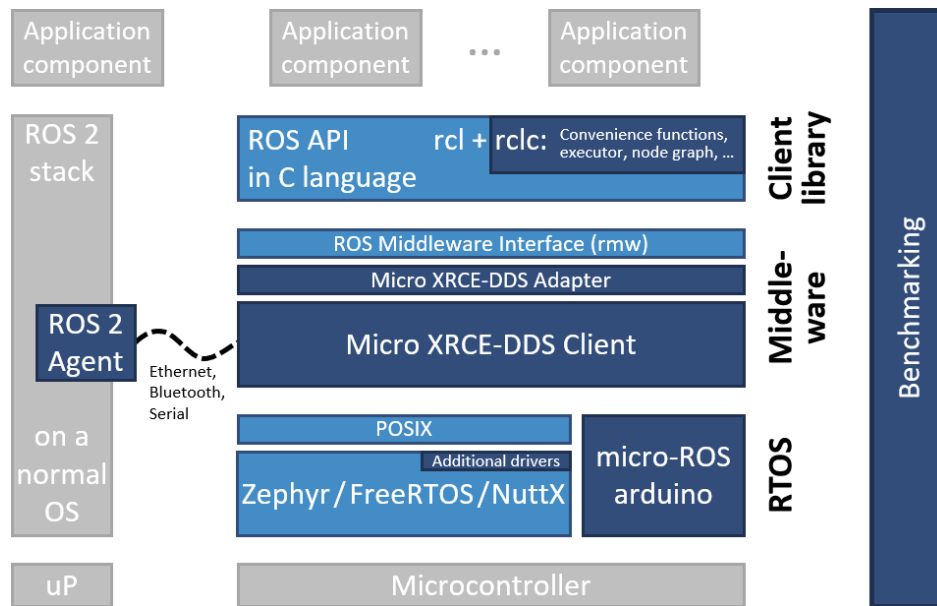 Application
component
Application
component
...
Application
component
ROS 2
stack
on a
normal
OS
uP
ROS 2
Agent
Ethernet,
Bluetooth,
Serial
ROS API
in C language
rcl + rclc:
Convenience functions,
executor, node graph, ...
Client
library
ROS Middleware Interface (rmw)
Micro XRCE-DDS Adapter
Micro XRCE-DDS Client
Middle-
ware
POSIX
Additional drivers
Zephyr/FreeRTOS/NuttX
micro-ROS
arduino
RTOS
Microcontroller
Benchmarking